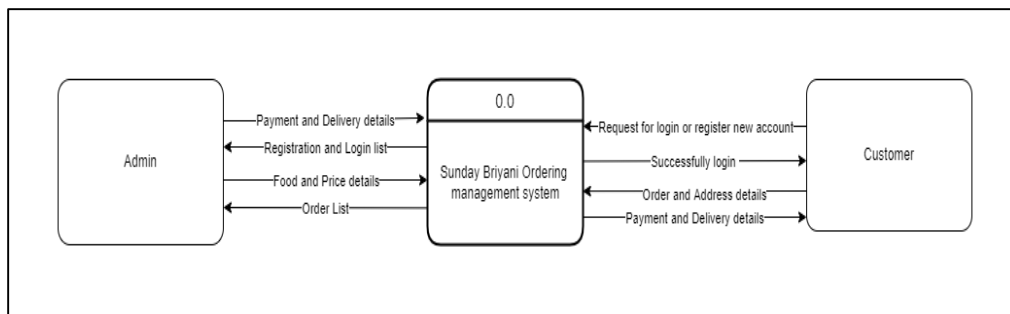 Admin
Payment and Delivery details
Registration and Login list
Food and Price details
Order List
0.0
Sunday Briyani Ordering
management system
Request for login or register new account
Successfully login
Order and Address details
Payment and Delivery details
Customer